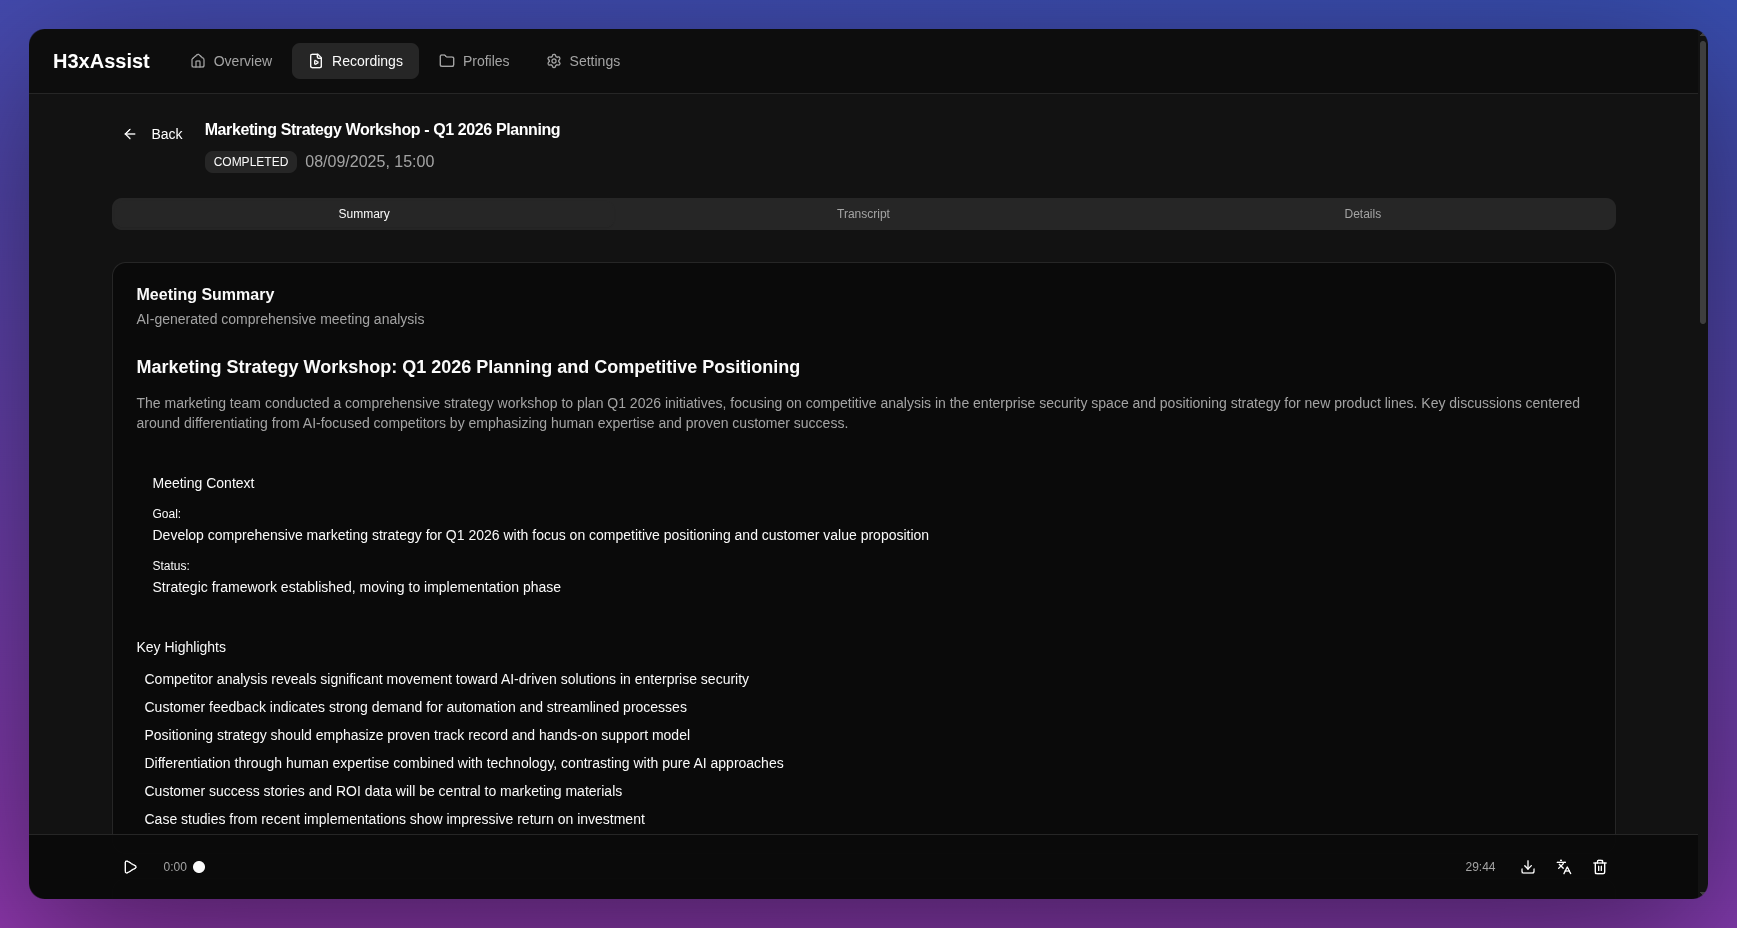 H3xAssist
Overview
Recordings
Profiles
Settings
Back
Marketing Strategy Workshop - Q1 2026 Planning
COMPLETED
08/09/2025, 15:00
Summary
Transcript
Details
Meeting Summary
AI-generated comprehensive meeting analysis
Marketing Strategy Workshop: Q1 2026 Planning and Competitive Positioning
The marketing team conducted a comprehensive strategy workshop to plan Q1 2026 initiatives, focusing on competitive analysis in the enterprise security space and positioning strategy for new product lines. Key discussions centered
around differentiating from AI-focused competitors by emphasizing human expertise and proven customer success.
Meeting Context
Goal:
Develop comprehensive marketing strategy for Q1 2026 with focus on competitive positioning and customer value proposition
Status:
Strategic framework established, moving to implementation phase
Key Highlights
Competitor analysis reveals significant movement toward AI-driven solutions in enterprise security
Customer feedback indicates strong demand for automation and streamlined processes
Positioning strategy should emphasize proven track record and hands-on support model
Differentiation through human expertise combined with technology, contrasting with pure AI approaches
Customer success stories and ROI data will be central to marketing materials
Case studies from recent implementations show impressive return on investment
0:00
29:44